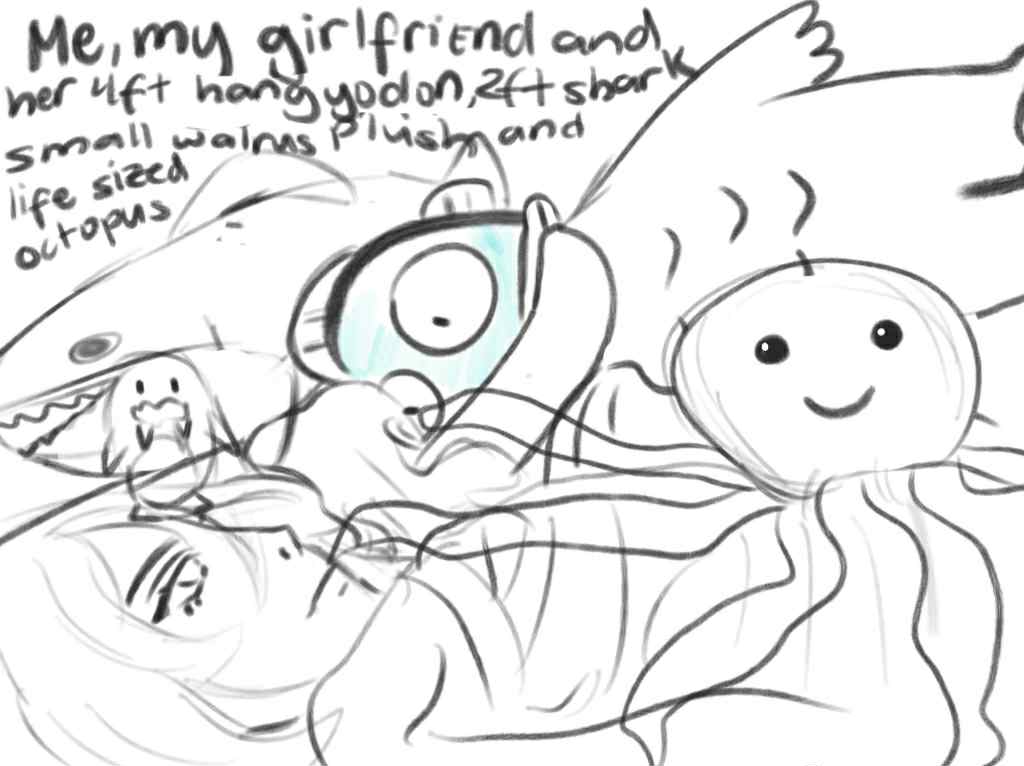 Me, my girlfriend and
her 4ft hangyodon, 2ft shark
small walrus plush and
life sized
octopus